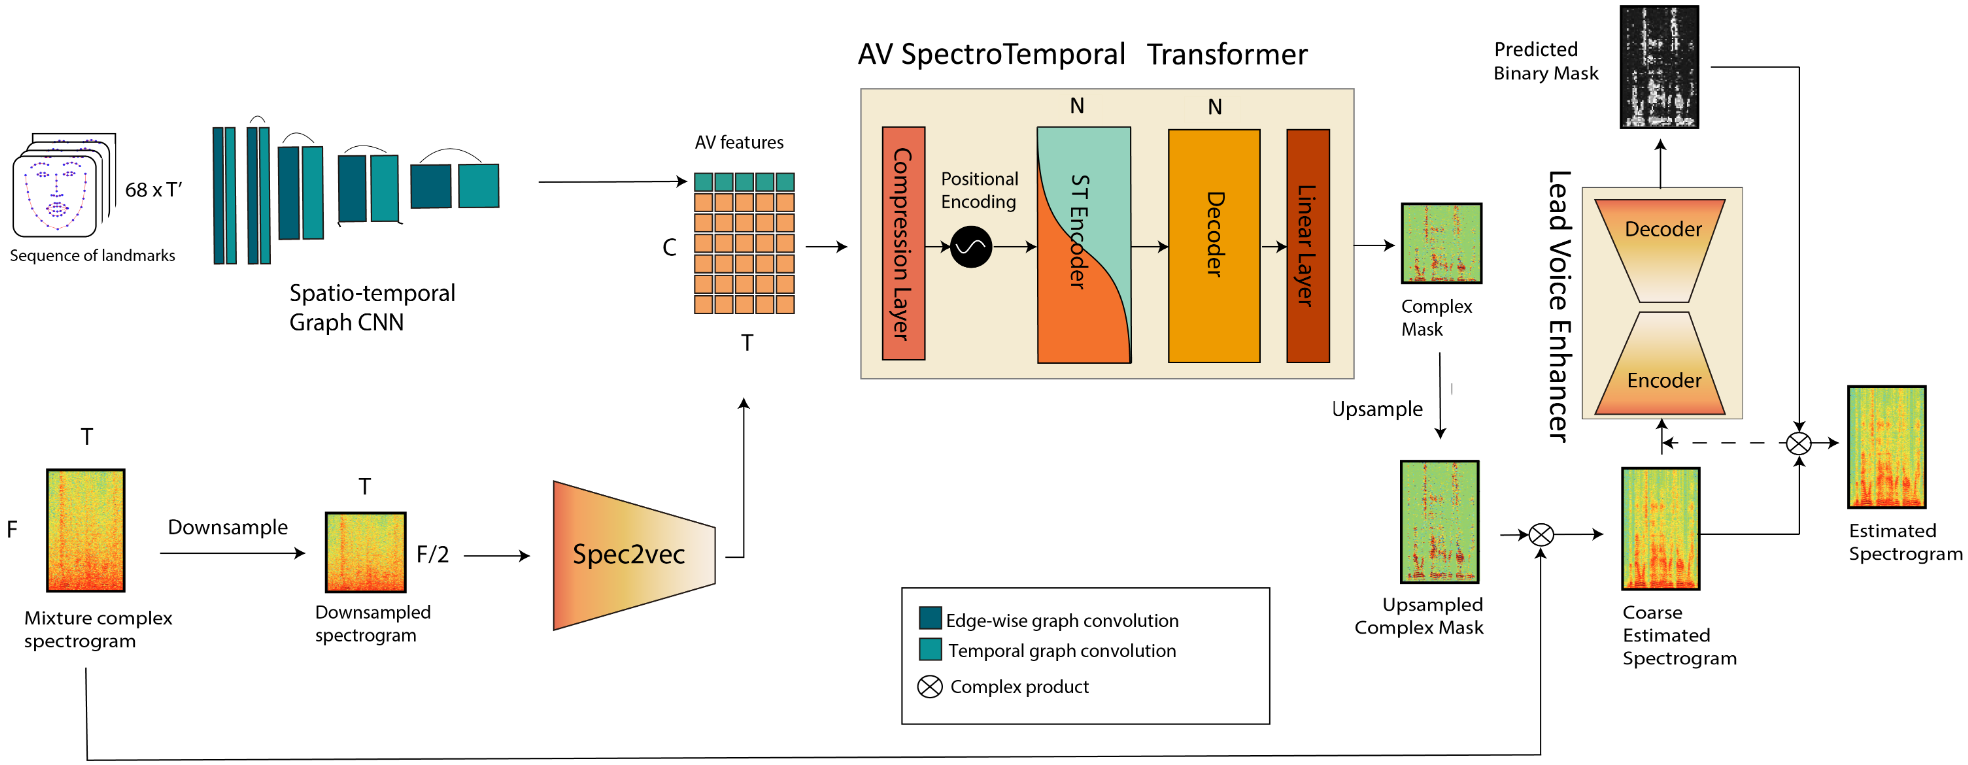 AV SpectroTemporal Transformer
Predicted
Binary Mask
68 x T’
Sequence of landmarks
Spatio-temporal
Graph CNN
AV features
C
T
Compression Layer
Positional
Encoding
N
ST Encoder
N
Decoder
Linear Layer
Complex
Mask
Upsample
Upsampled
Complex Mask
Lead Voice Enhancer
Decoder
Encoder
Coarse
Estimated
Spectrogram
Estimated
Spectrogram
T
F
Mixture complex
spectrogram
Downsample
T
F/2
Downsampled
spectrogram
Spec2vec
Edge-wise graph convolution
Temporal graph convolution
Complex product